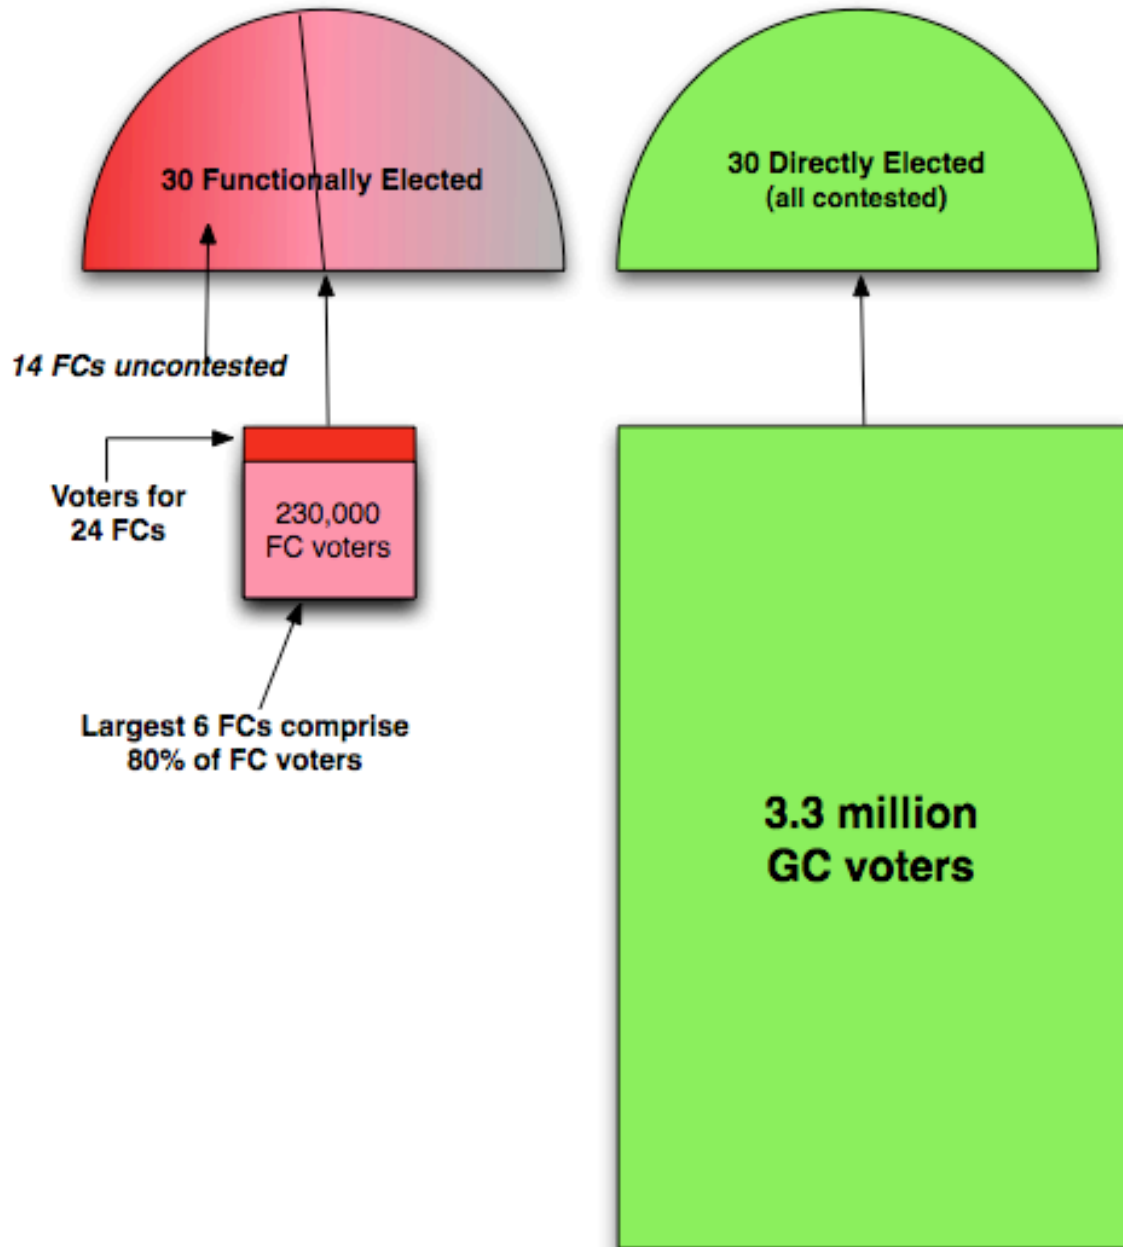 30 Functionally Elected
30 Directly Elected
(all contested)
14 FCs uncontested
Voters for
24 FCs
230,000
FC voters
Largest 6 FCs comprise
80% of FC voters
3.3 million
GC voters